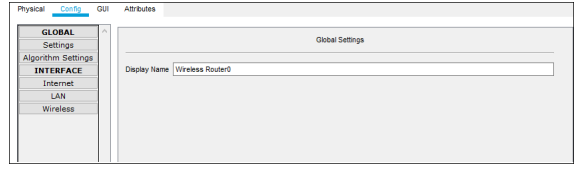 Physical Config GUI Attributes
GLOBAL
Settings
Algorithm Settings
INTERFACE
Internet
LAN
Wireless
Global Settings
Display Name Wireless Router0